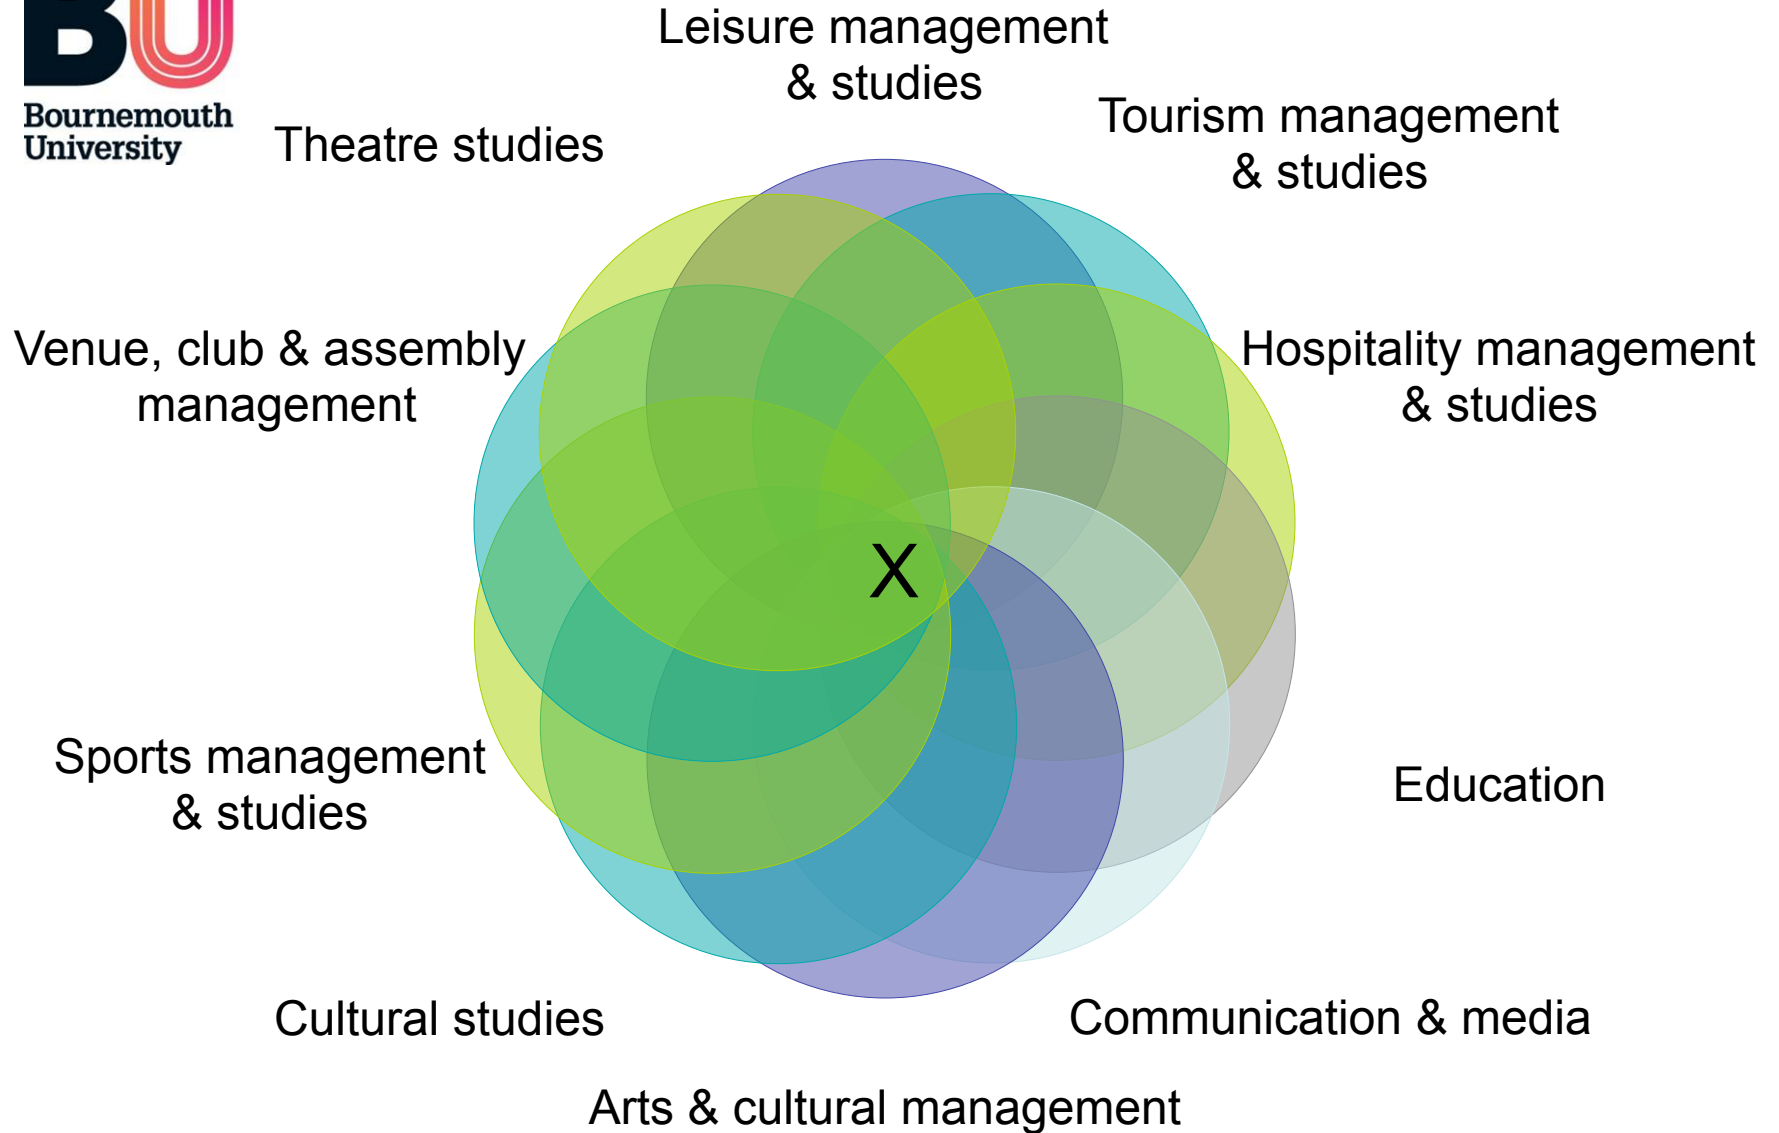 BU
Bournemouth
University
Leisure management
& studies
Tourism management
& studies
Theatre studies
Venue, club & assembly
management
Hospitality management
& studies
X
Sports management
& studies
Education
Cultural studies
Communication & media
Arts & cultural management